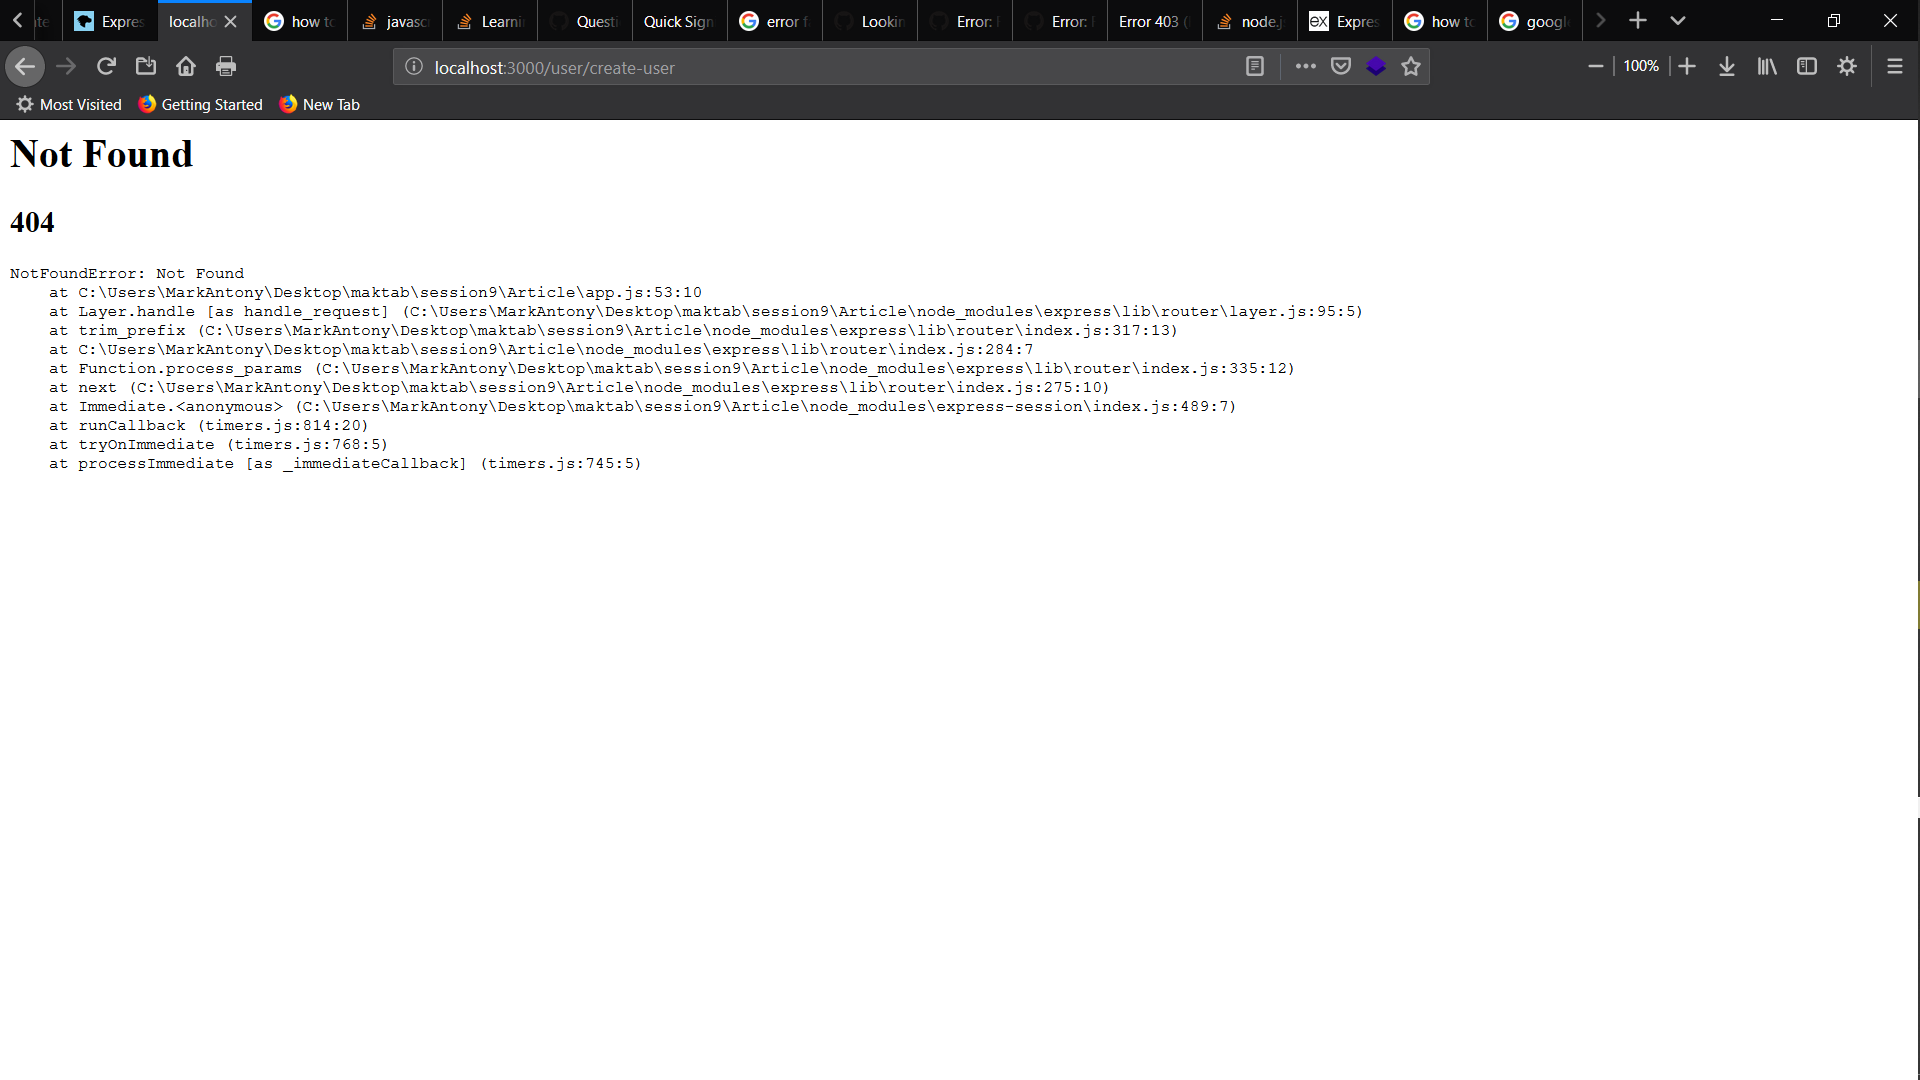 Expres
localho
how to
javasc
Learnin
Questi
Quick Sign
error f
Lookin
Error:
Error:
Error 403 (
node.j
ex Expres
how to
googl
localhost:3000/user/create-user
100%
Most Visited
Getting Started
New Tab
Not Found
404
NotFoundError: Not Found
at C:\Users\MarkAntony\Desktop\maktab\session9\Article\app.js:53:10
at Layer.handle [as handle_request] (C:\Users\MarkAntony\Desktop\maktab\session9\Article\node_modules\express\lib\router\layer.js:95:5)
at trim_prefix (C:\Users\MarkAntony\Desktop\maktab\session9\Article\node_modules\express\lib\router\index.js:317:13)
at C:\Users\MarkAntony\Desktop\maktab\session9\Article\node_modules\express\lib\router\index.js:284:7
at Function.process_params (C:\Users\MarkAntony\Desktop\maktab\session9\Article\node_modules\express\lib\router\index.js:335:12)
at next (C:\Users\MarkAntony\Desktop\maktab\session9\Article\node_modules\express\lib\router\index.js:275:10)
at Immediate.<anonymous> (C:\Users\MarkAntony\Desktop\maktab\session9\Article\node_modules\express-session\index.js:489:7)
at runCallback (timers.js:814:20)
at tryOnImmediate (timers.js:768:5)
at processImmediate [as _immediateCallback] (timers.js:745:5)